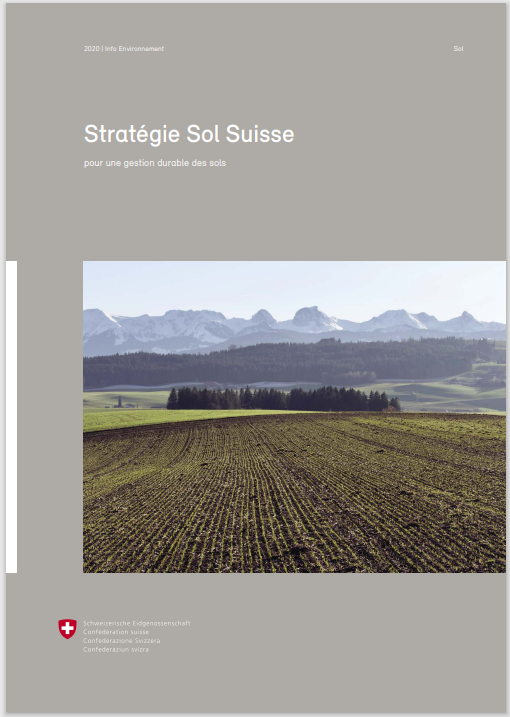 2020 | Info Environnement
Sol
Stratégie Sol Suisse
pour une gestion durable des sols
Schweizerische Eidgenossenschaft
Confédération suisse
Confederazione Svizzera
Confederaziun svizra